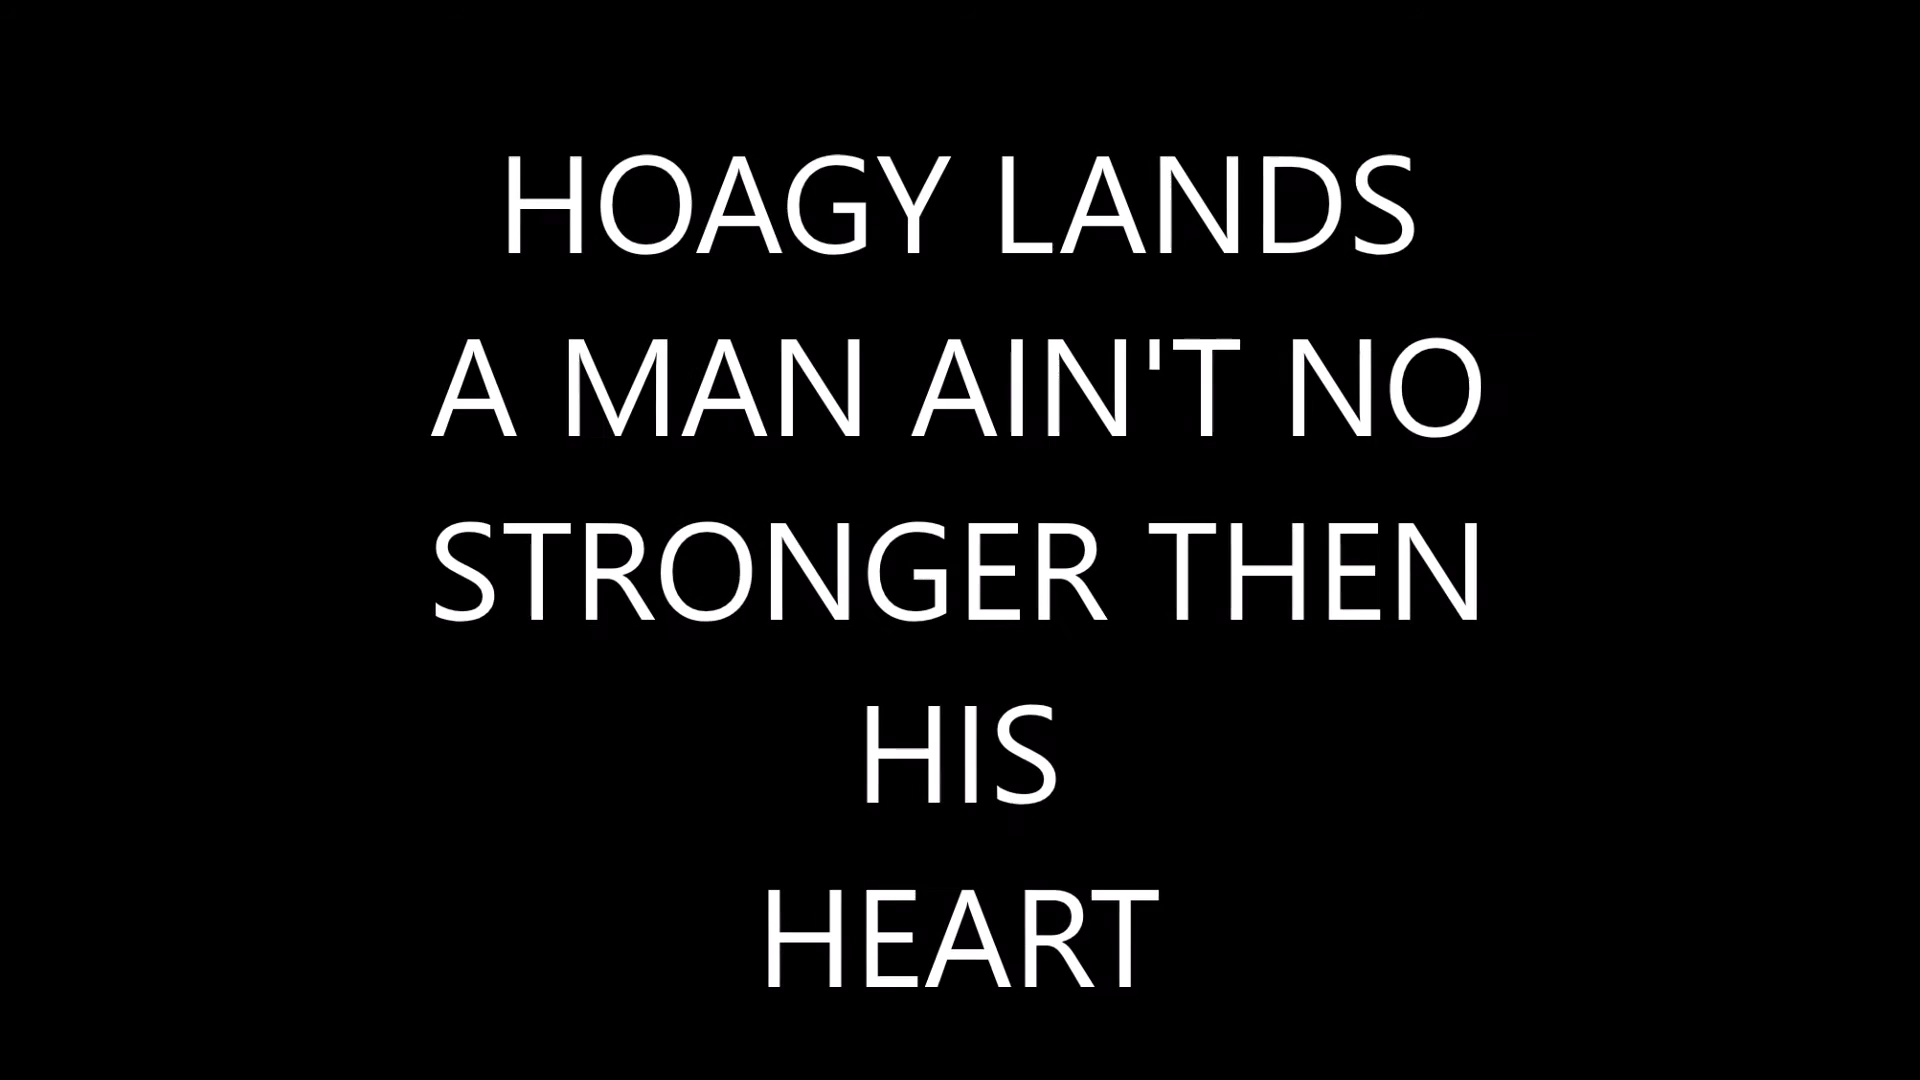 HOAGY LANDS
A MAN AIN'T NO
STRONGER THEN
HIS
HEART